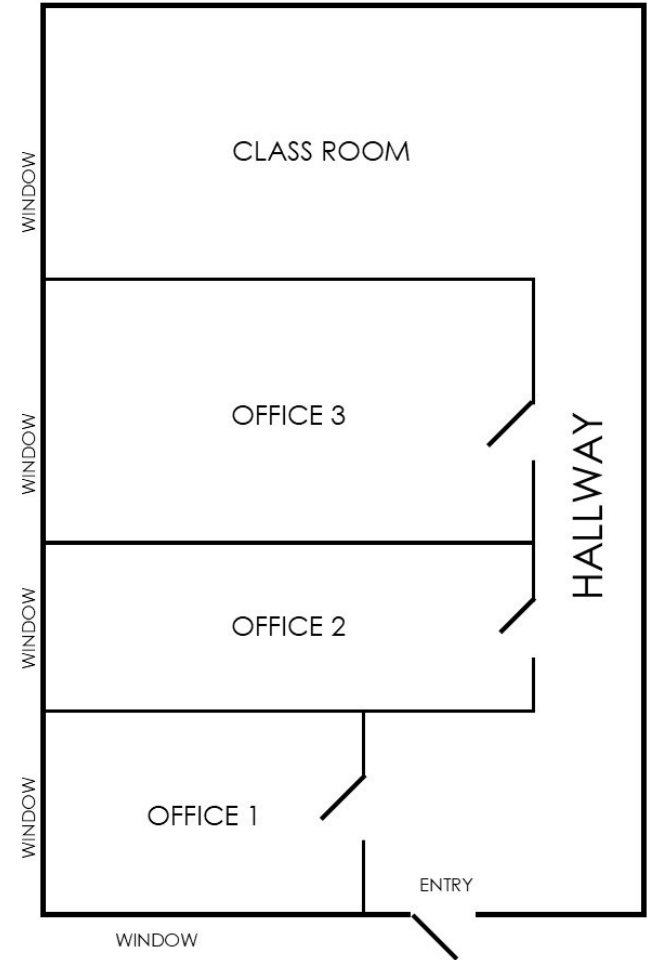 CLASS ROOM
WINDOW
OFFICE 3
WINDOW
HALLWAY
OFFICE 2
WINDOW
OFFICE 1
WINDOW
ENTRY
WINDOW